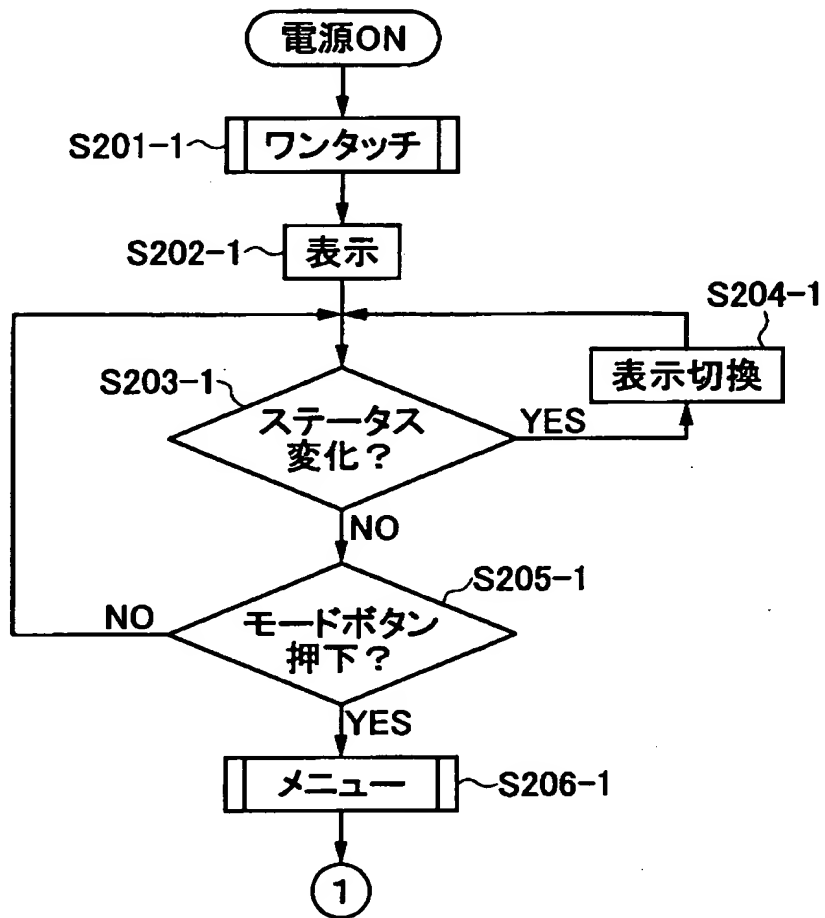 電源ON
S201-1
ワンタッチ
S202-1
表示
S204-1
表示切換
S203-1
ステータス
変化?
YES
NO
S205-1
NO
モードボタン
押下?
YES
メニュー
S206-1
1